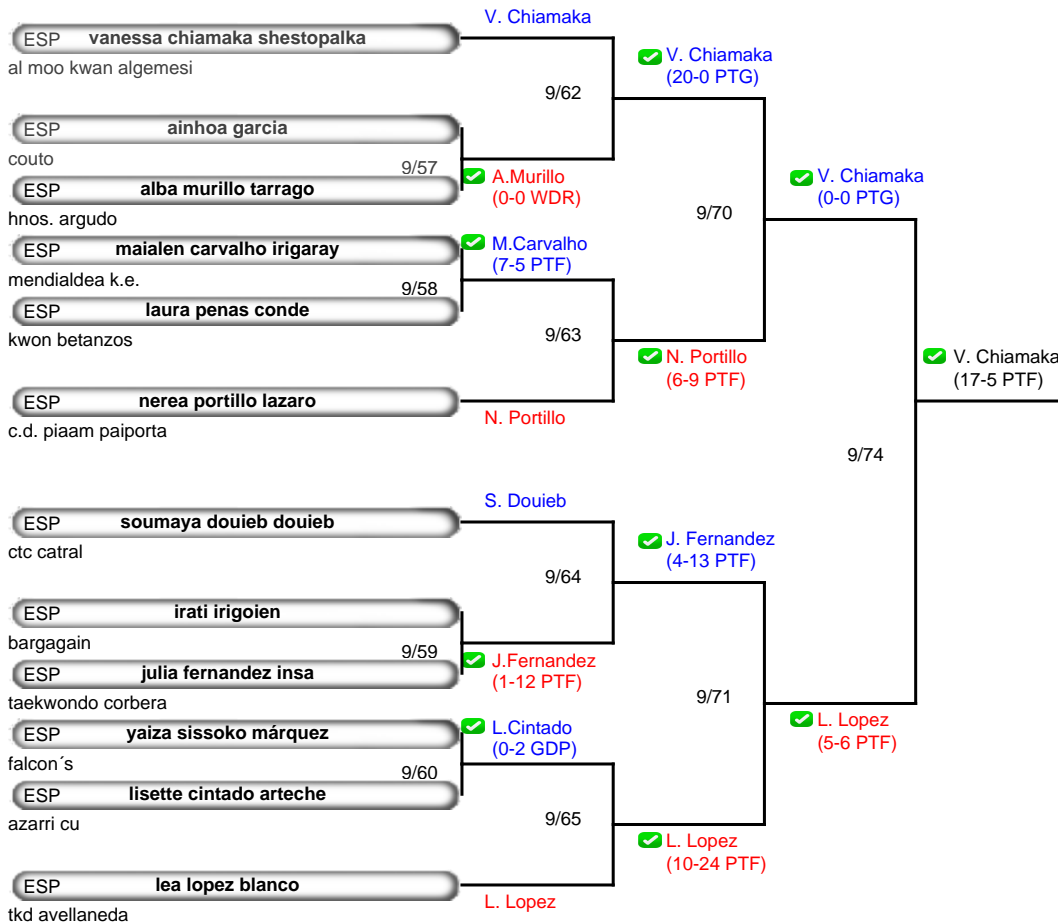 V. Chiamaka
ESP vanessa chiamaka shestopalka
al moo kwan algemesi
9/62
V. Chiamaka
(20-0 PTG)
ESP ainhoa garcia
couto
9/57
ESP alba murillo tarrago
hnos. argudo
A.Murillo
(0-0 WDR)
9/70
V. Chiamaka
(0-0 PTG)
ESP maialen carvalho irigaray
mendialdea k.e.
M.Carvalho
(7-5 PTF)
9/58
ESP laura penas conde
kwon betanzos
9/63
N. Portillo
(6-9 PTF)
ESP nerea portillo lazaro
c.d. piaam paiporta
N. Portillo
V. Chiamaka
(17-5 PTF)
9/74
S. Douieb
ESP soumaya douieb douieb
ctc catral
9/64
J. Fernandez
(4-13 PTF)
ESP irati irigoien
bargagain
9/59
ESP julia fernandez insa
taekwondo corbera
J.Fernandez
(1-12 PTF)
9/71
L. Lopez
(5-6 PTF)
ESP yaiza sissoko márquez
falcon´s
L.Cintado
(0-2 GDP)
9/60
ESP lisette cintado arteche
azarri cu
9/65
L. Lopez
(10-24 PTF)
ESP lea lopez blanco
tkd avellaneda
L. Lopez